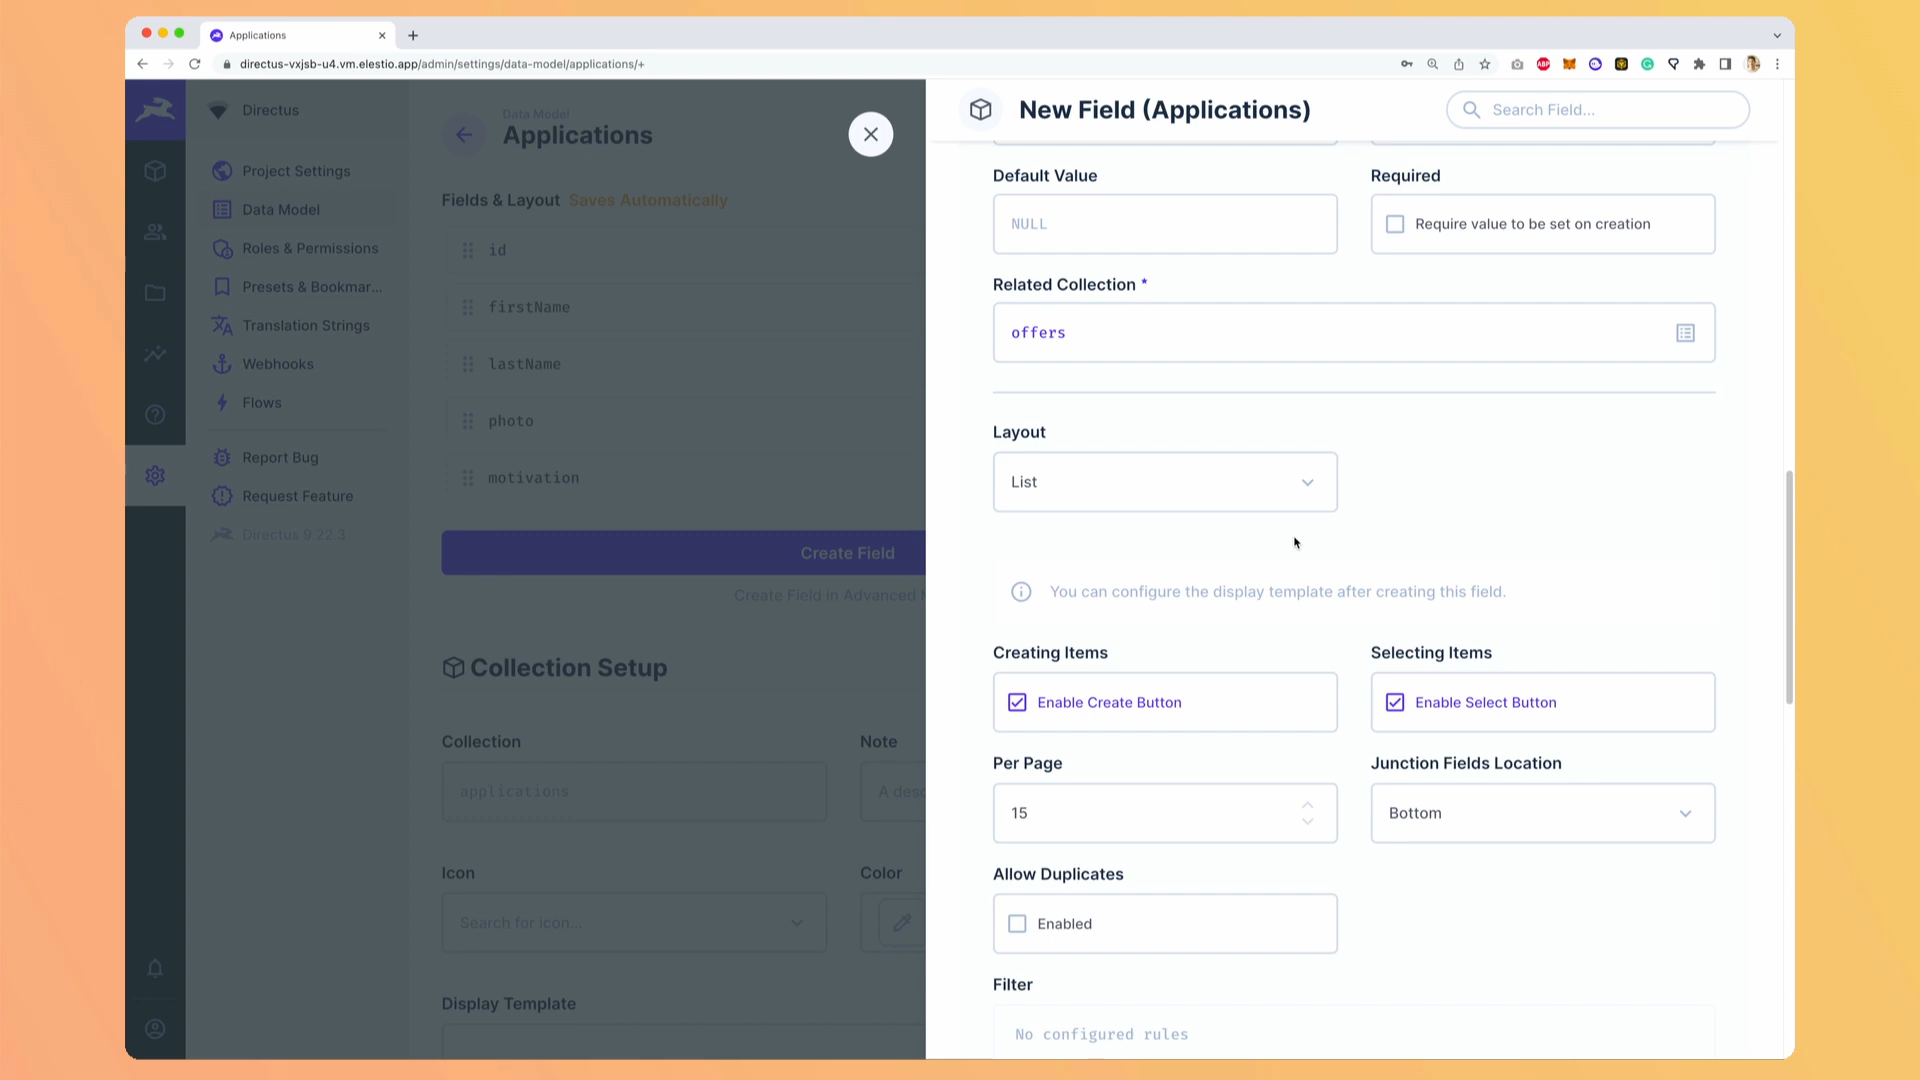 Applications
directus-vxjsb-u4.vm.elestio.app/admin/settings/data-model/applications/+
ABP
Directus
Project Settings
Data Model
Roles & Permissions
Presets & Bookmar...
Translation Strings
Webhooks
Flows
Report Bug
Request Feature
Directus 9.22.3
Data Model
Applications
Fields & Layout Saves Automatically
id
firstName
lastName
photo
motivation
Create Field
Create Field in Advanced M
Collection Setup
Collection
Note
applications
A desc
Icon
Color
Search for icon...
Display Template
New Field (Applications)
Search Field...
Default Value
Required
NULL
Require value to be set on creation
Related Collection *
offers
Layout
List
You can configure the display template after creating this field.
Creating Items
Selecting Items
Enable Create Button
Enable Select Button
Per Page
Junction Fields Location
15
Bottom
Allow Duplicates
Enabled
Filter
No configured rules